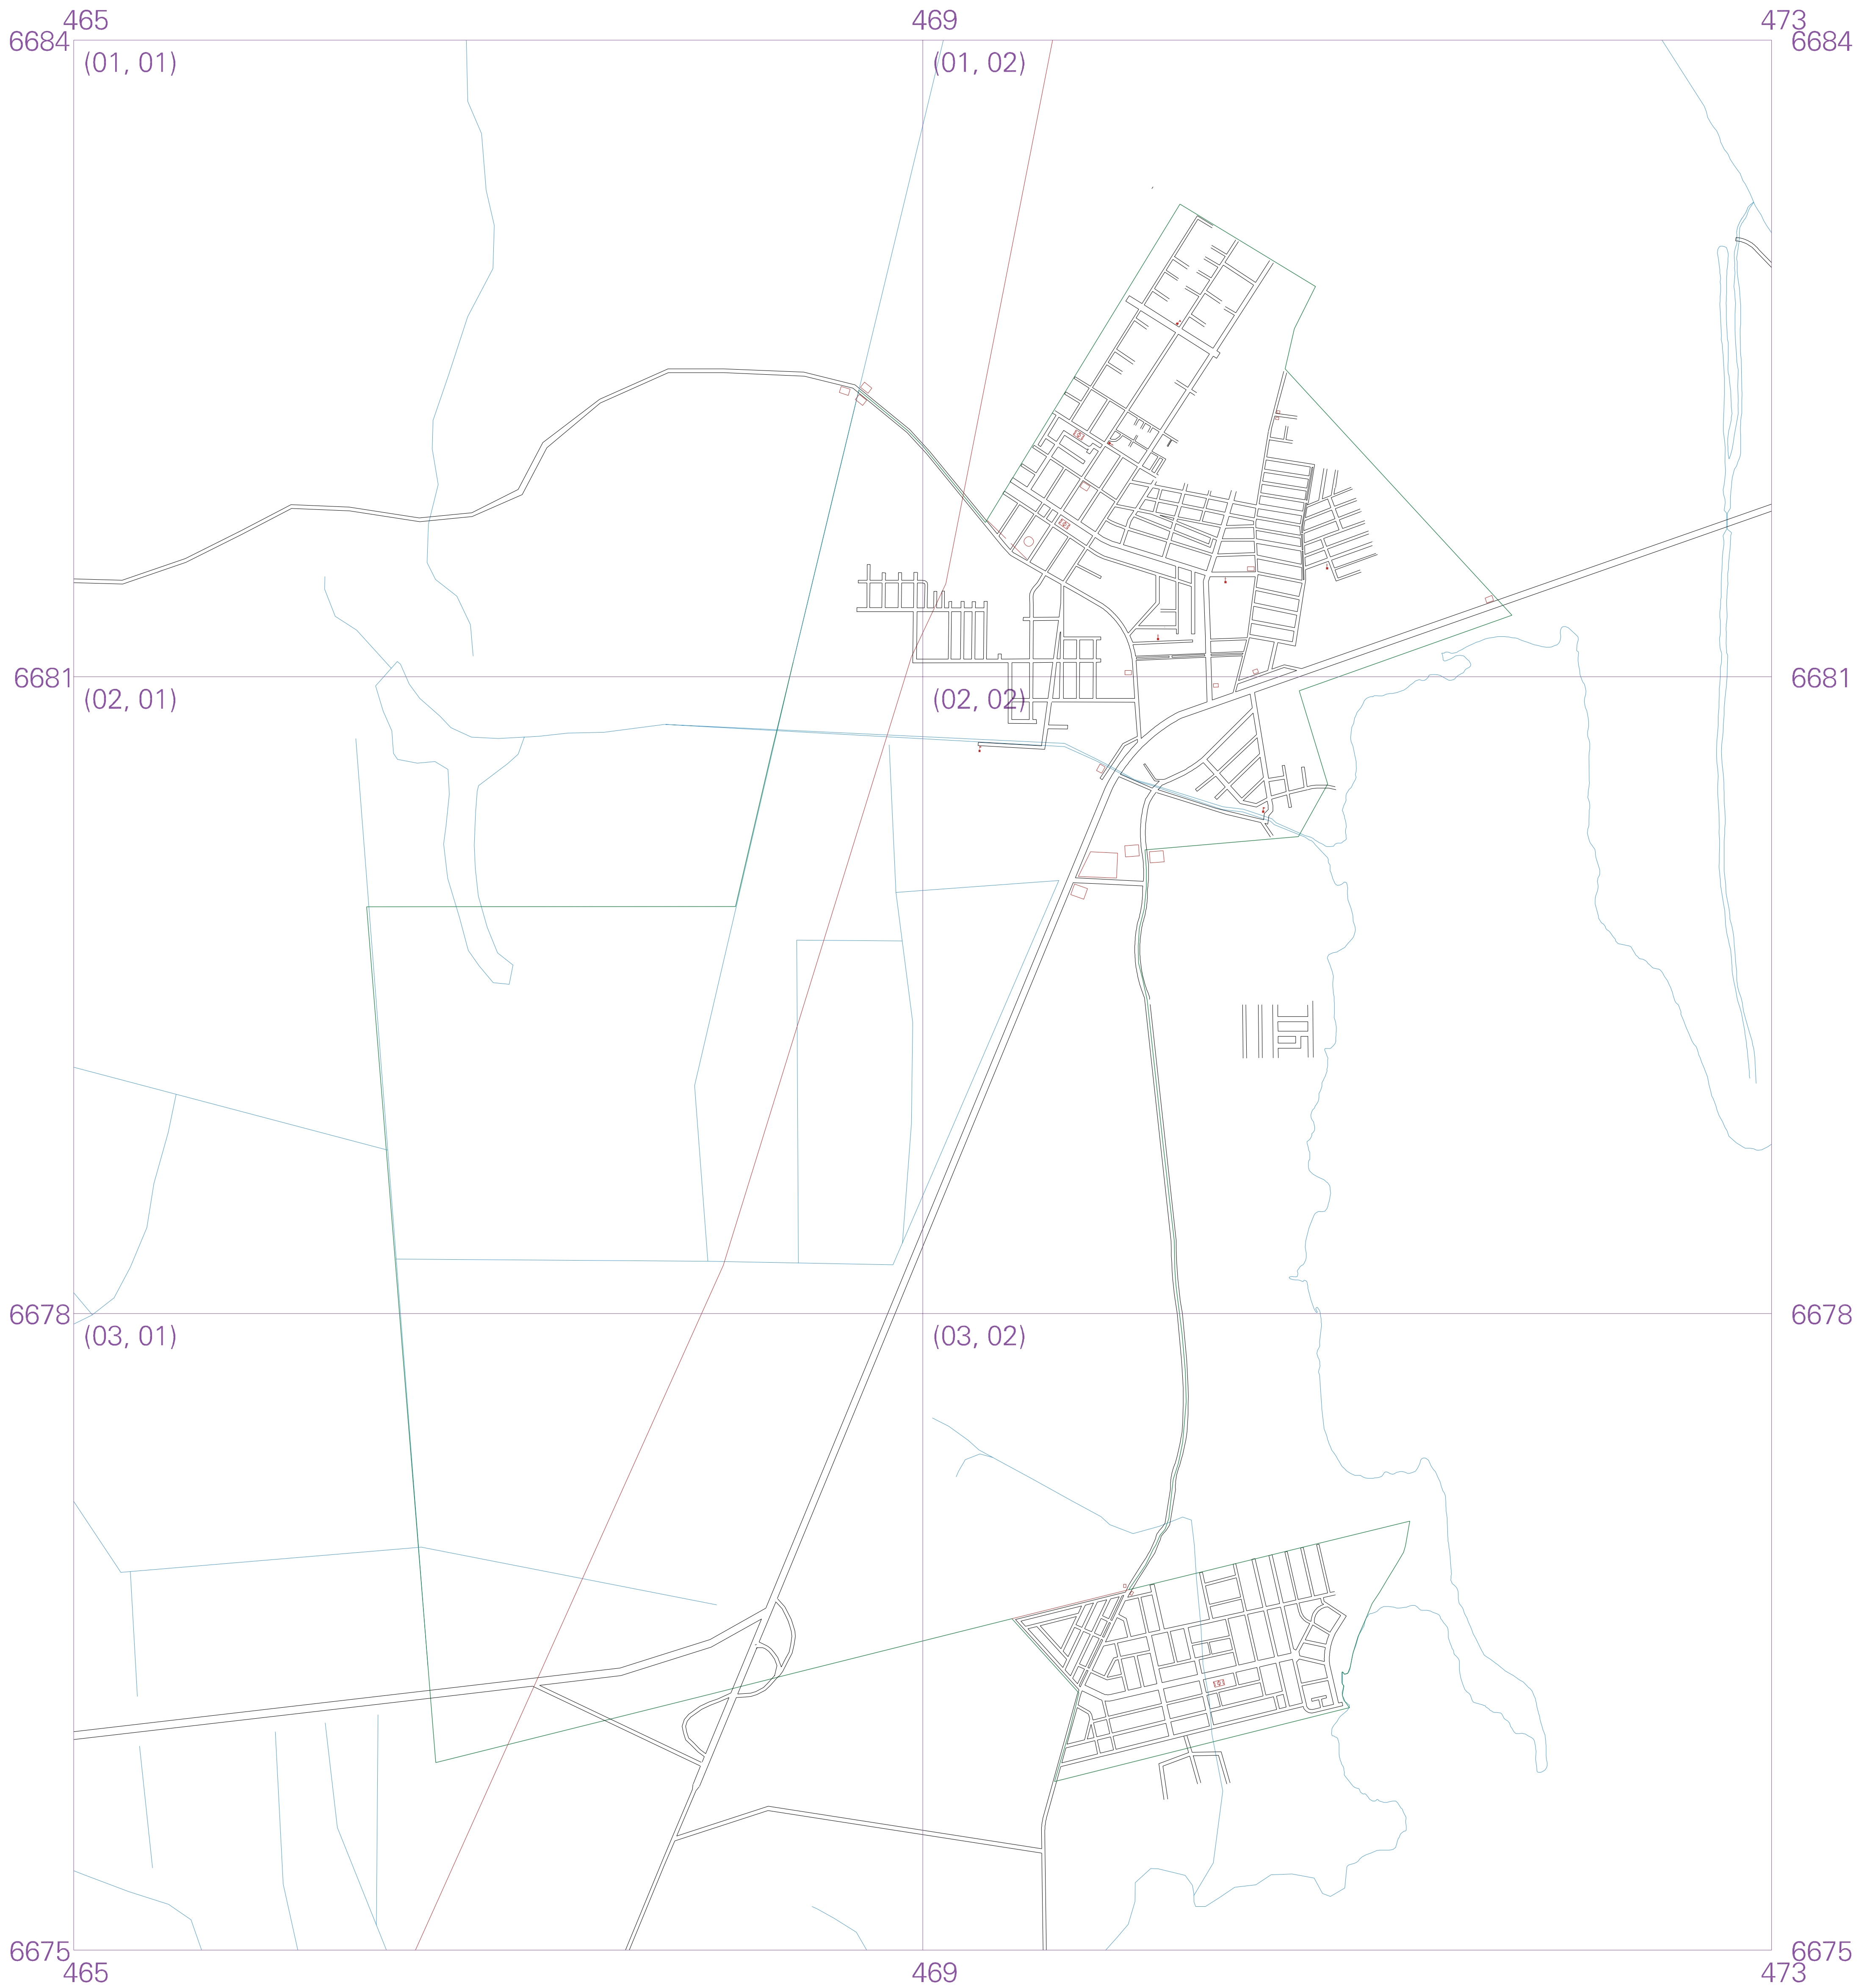 465 469 473
6684 6684
(01, 01) (01, 02)
6681 6681
(02, 01) (02, 02)
6678 6678
(03, 01) (03, 02)
6675 6675
465 469 473